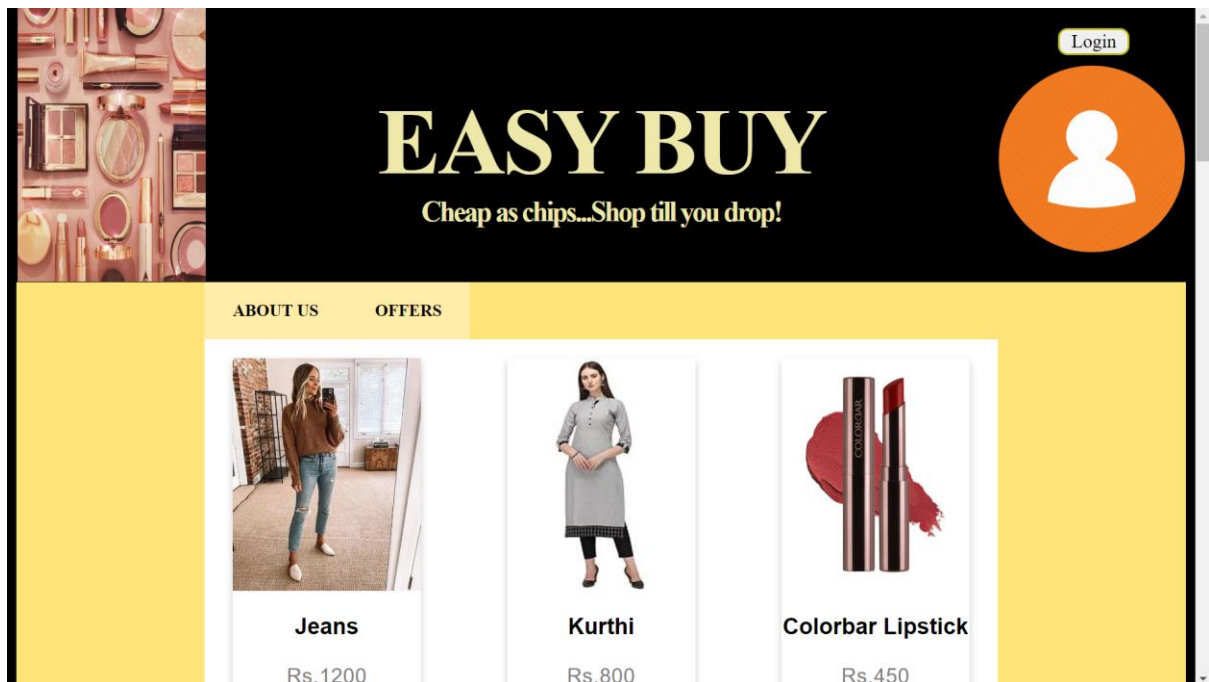 Login
EASY BUY
Cheap as chips...Shop till you drop!
ABOUT US OFFERS
COLORBAR
Jeans Kurthi Colorbar Lipstick
Rs.1200 Rs.800 Rs.450